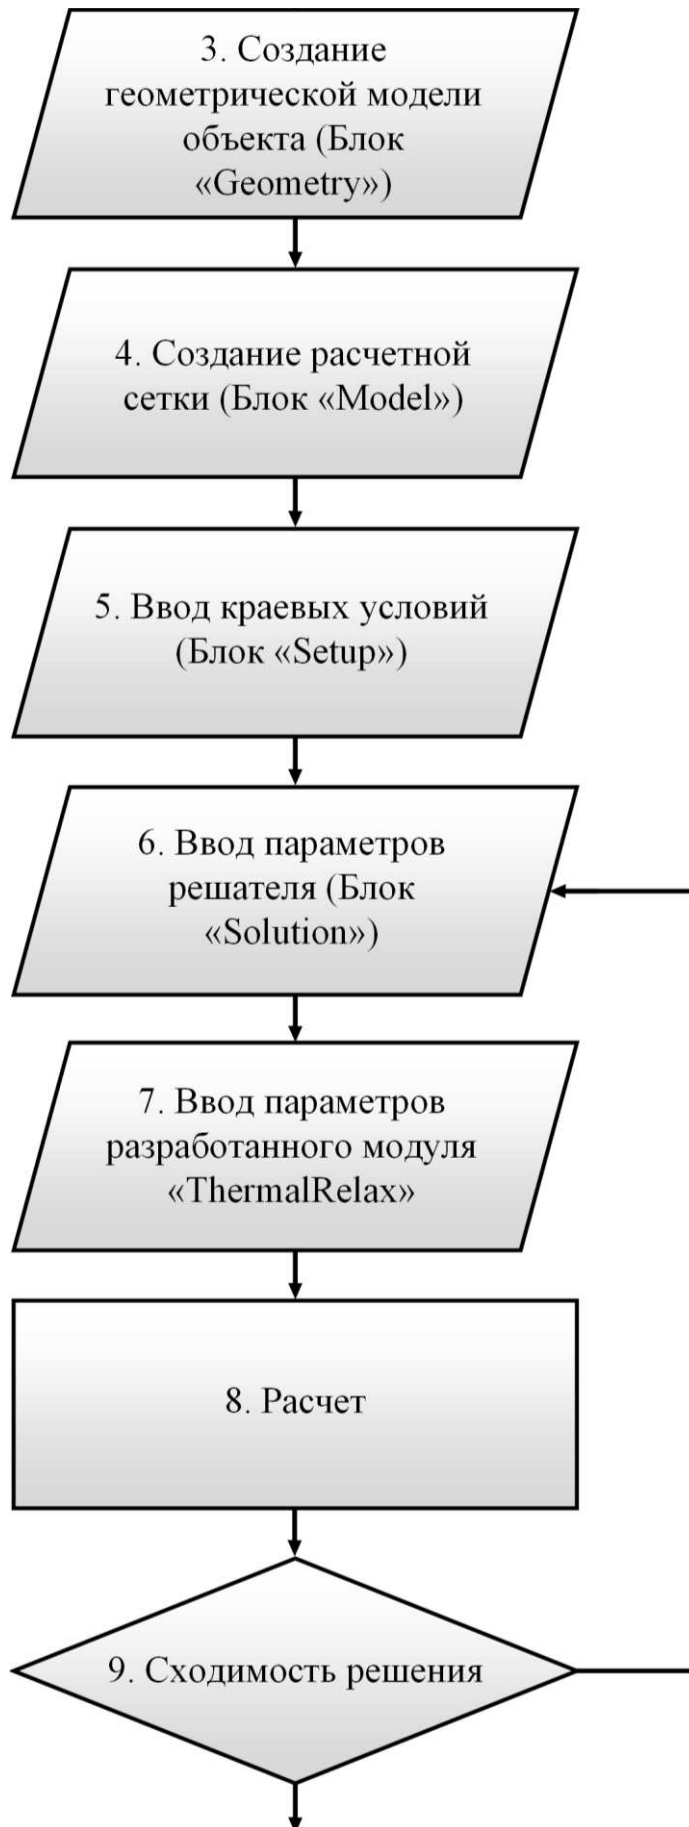 3. Создание
геометрической модели
объекта (Блок
«Geometry»)
4. Создание расчетной
сетки (Блок «Model»)
5. Ввод краевых условий
(Блок «Setup»)
6. Ввод параметров
решателя (Блок
«Solution»)
7. Ввод параметров
разработанного модуля
«ThermalRelax»
8. Расчет
9. Сходимость решения